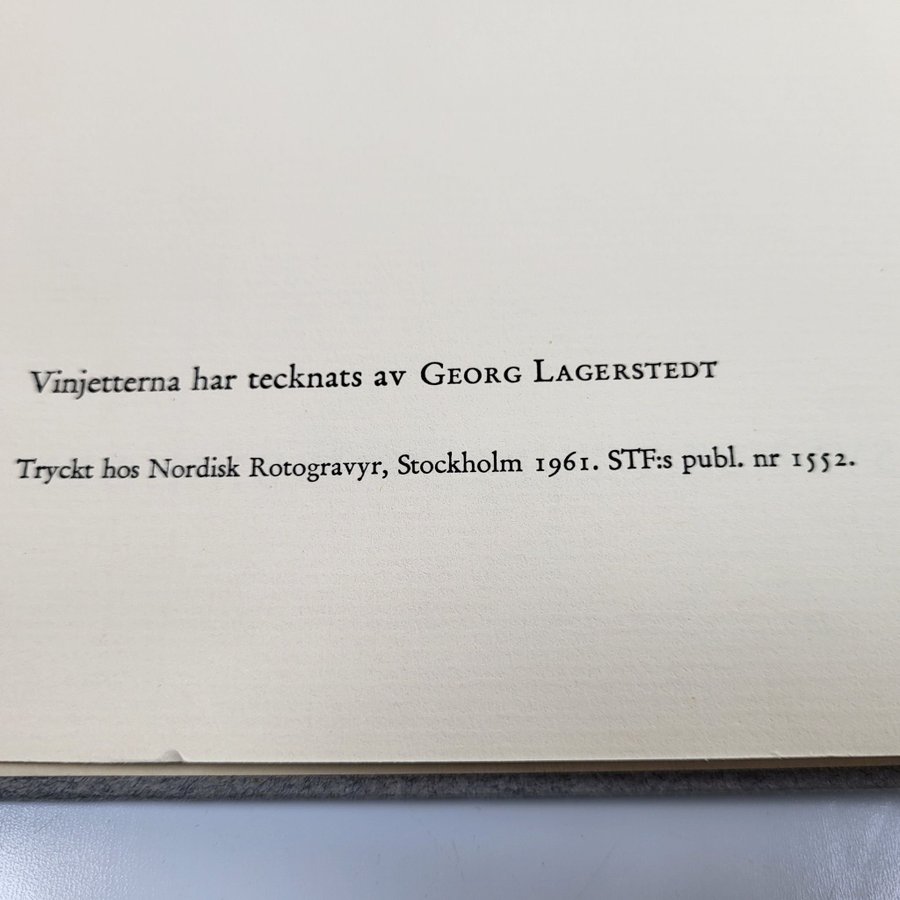 Vinjetterna har tecknats av GEORG LAGERSTEDT
Tryckt hos Nordisk Rotogravyr, Stockholm 1961. STF:s publ. nr 1552.